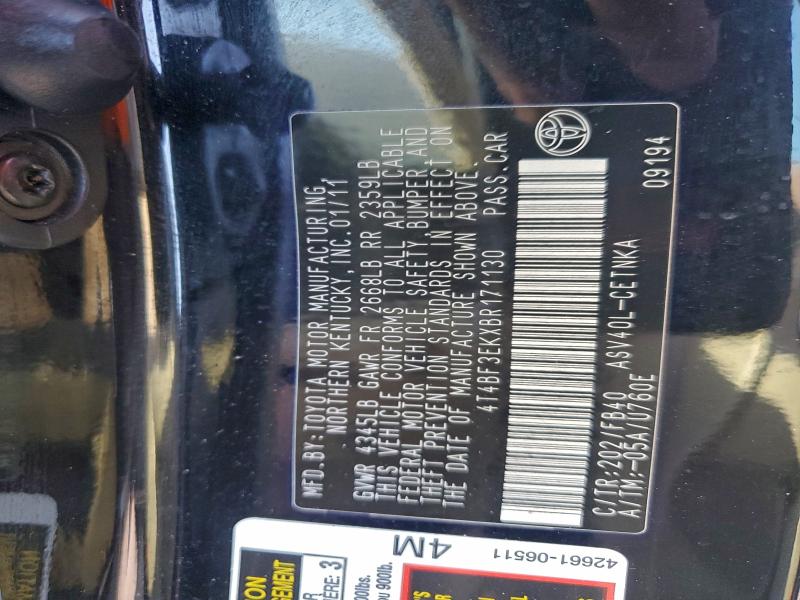 MFD.BY:TOYOTA MOTOR MANUFACTURING,
NORTHERN KENTUCKY, INC.01/11
GVWR 4345LB GAWR FR 2668LB RR 2359LB
THIS VEHICLE CONFORMS TO ALL APPLICABLE
FEDERAL MOTOR VEHICLE SAFETY, BUMPER AND
THEFT PREVENTION STANDARDS IN EFFECT ON
THE DATE OF MANUFACTURE SHOWN ABOVE.
4T4BF3EKXBR171130 PASS.CAR
C/TR:202/FB40 ASV40L-CETNKA
A/TM:-05A/U760E 09194
4M
42661-06511